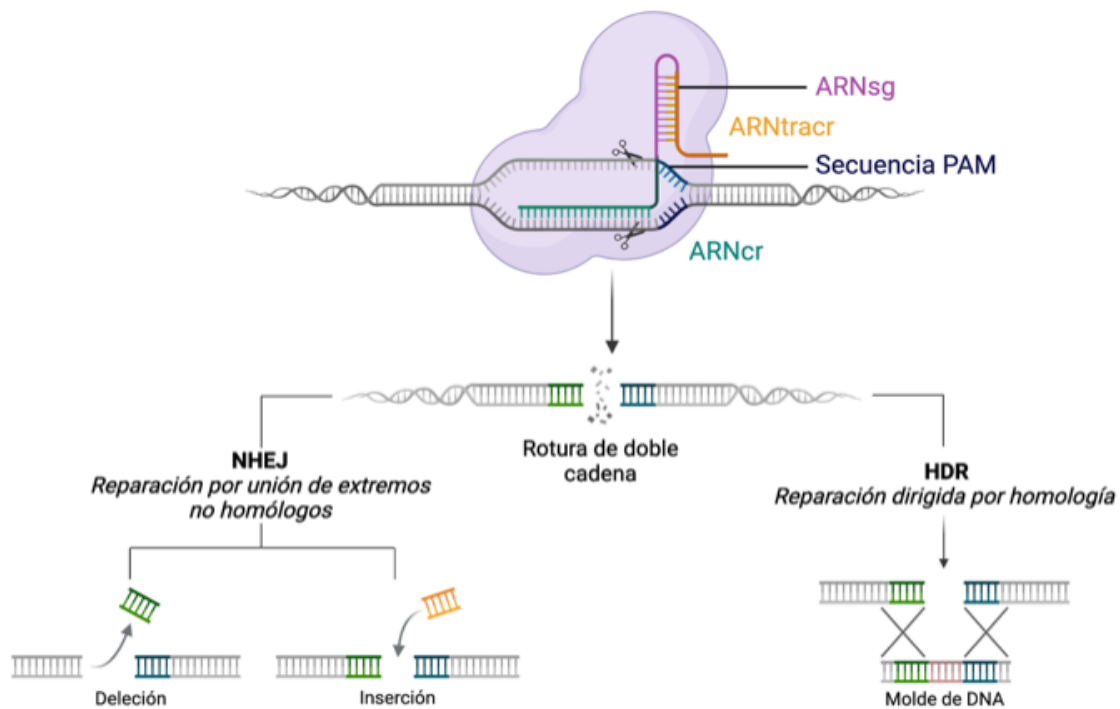 ARNsg
ARNtracr
Secuencia PAM
ARNcr
Rotura de doble
cadena
NHEJ
Reparación por unión de extremos
no homólogos
HDR
Reparación dirigida por homología
Deleción
Inserción
Molde de DNA